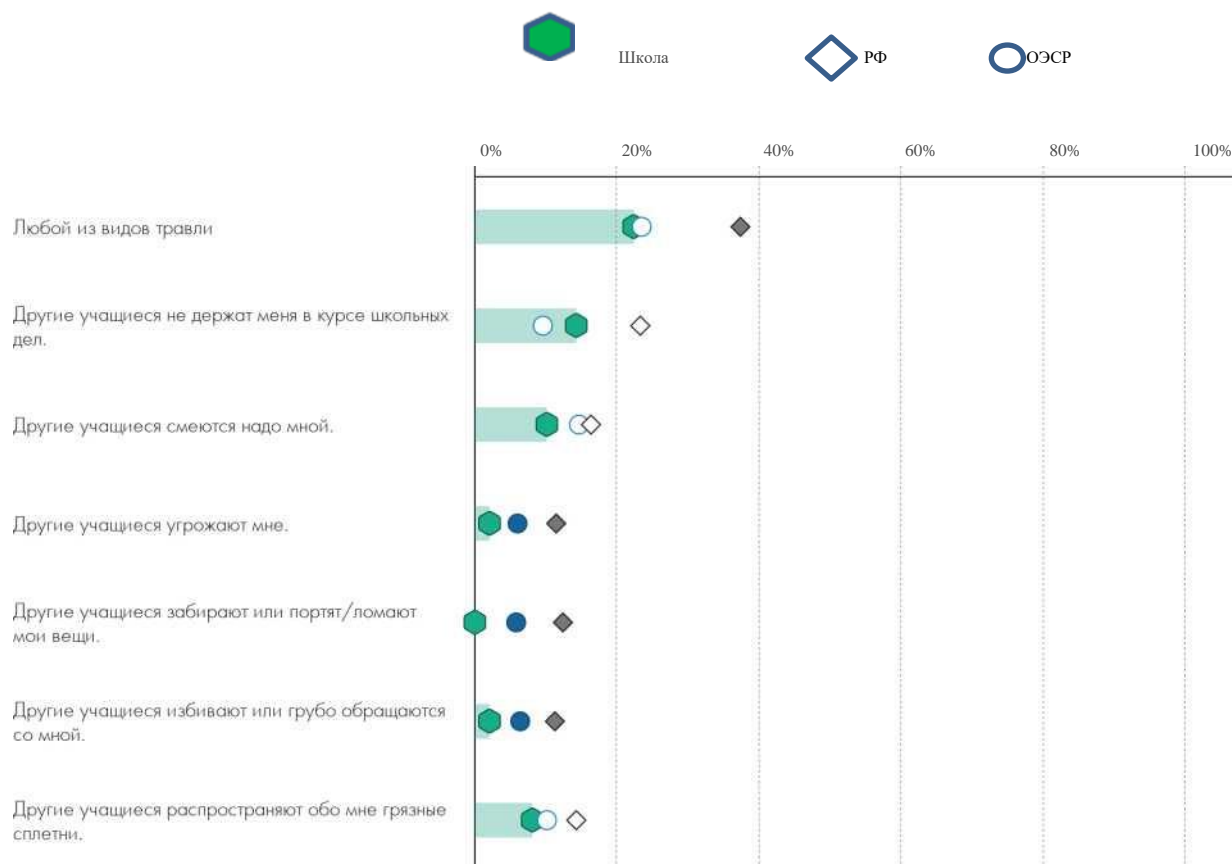 Школа РФ ОЭСР
0% 20% 40% 60% 80% 100%
Любой из видов травли
Другие учащиеся не держат меня в курсе школьных
дел.
Другие учащиеся смеются надо мной.
Другие учащиеся угрожают мне.
Другие учащиеся забирают или портят/ломают
мои вещи.
Другие учащиеся избивают или грубо обращаются
со мной.
Другие учащиеся распространяют обо мне грязные
сплетни.